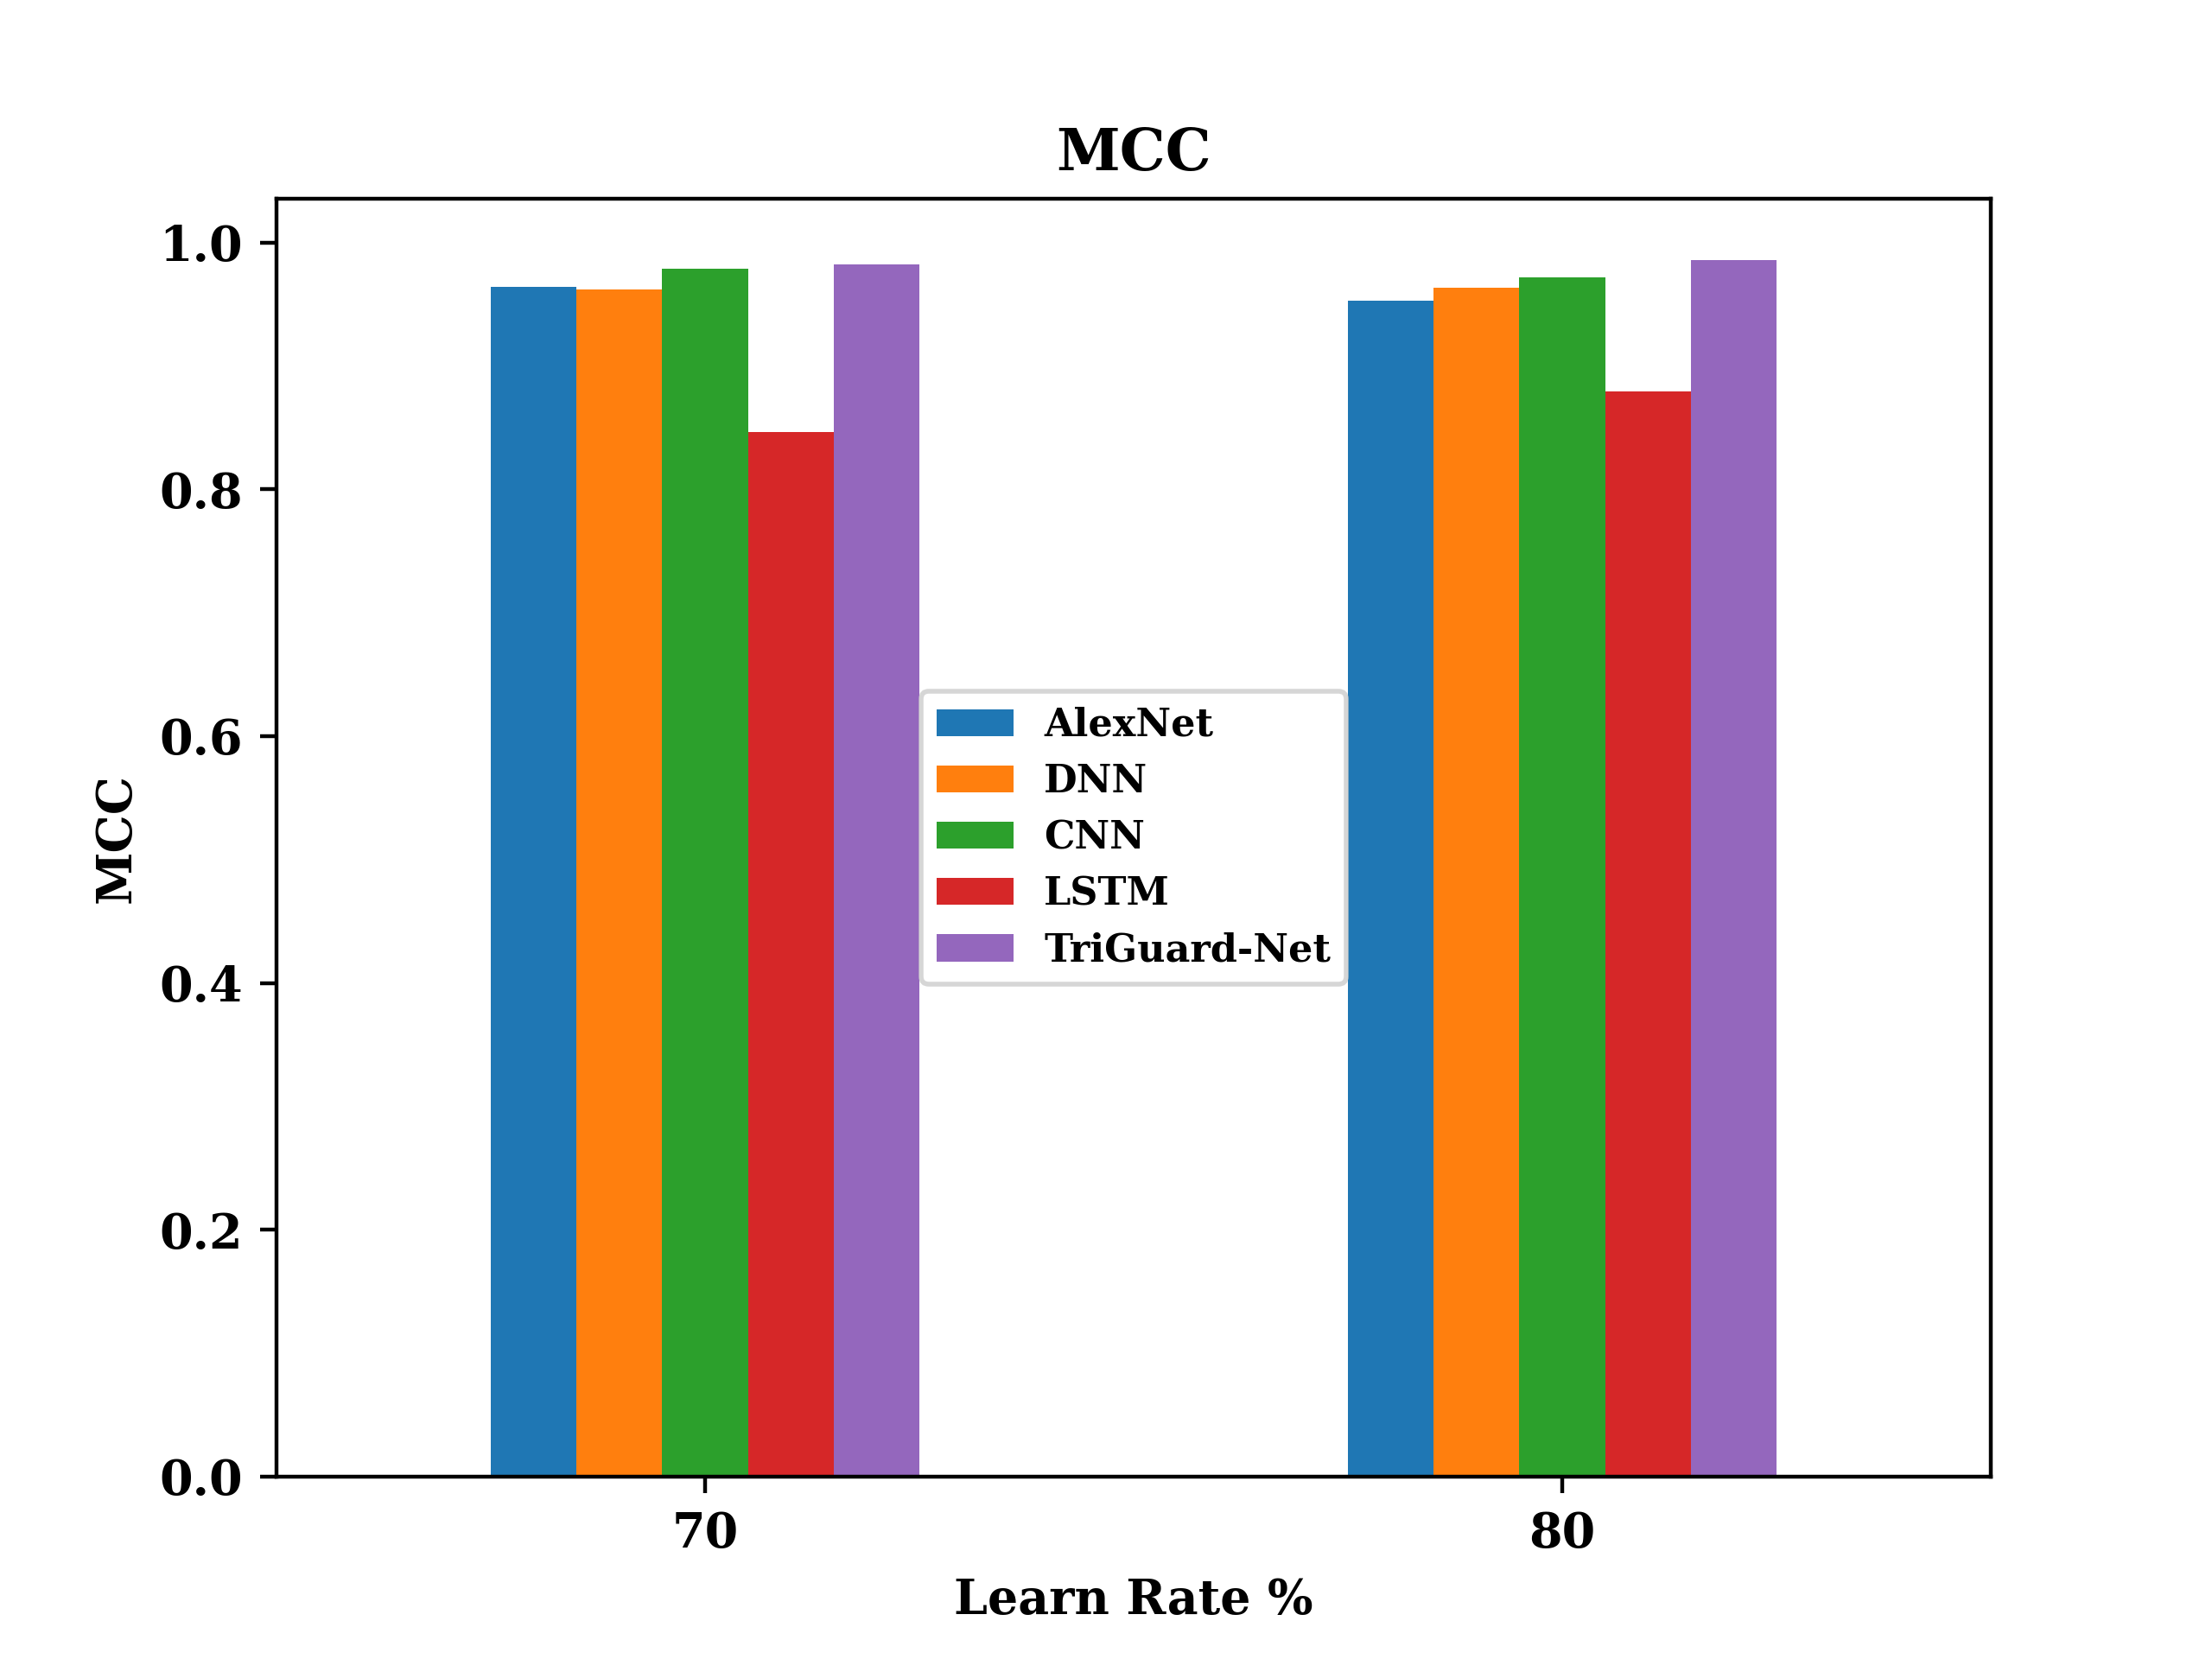 MCC
1.0
0.8
0.6
0.4
0.2
0.0
MCC
AlexNet
DNN
CNN
LSTM
TriGuard-Net
70
80
Learn Rate %